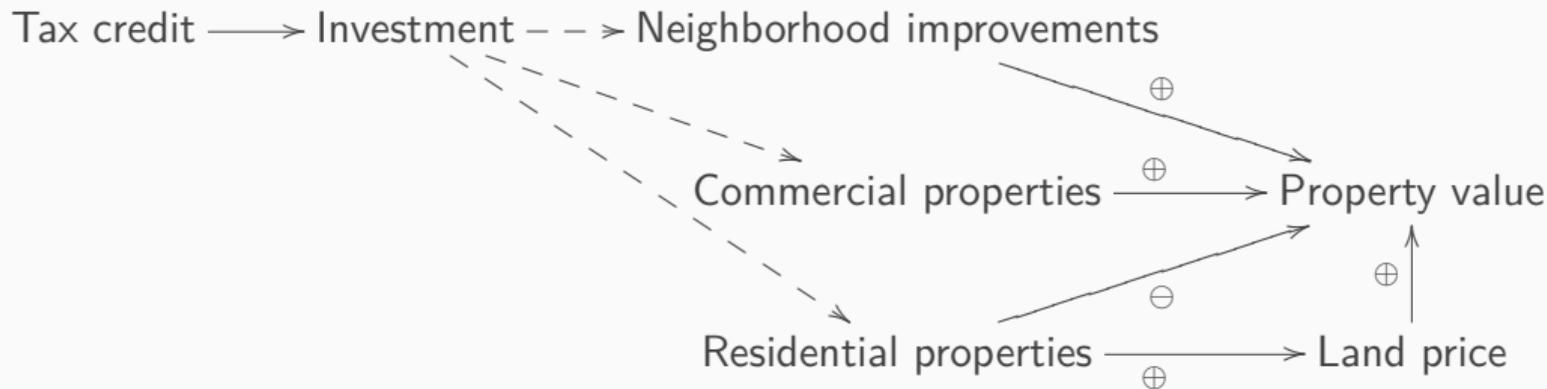 Tax credit Investment Neighborhood improvements
⊕
⊕
Commercial properties Property value
⊕
⊖
Residential properties Land price
⊕